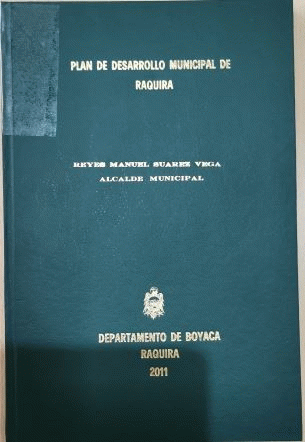 PLAN DE DESARROLLO MUNICIPAL DE
RAQUIRA
REYES MANUEL SUAREZ VEGA
ALCALDE MUNICIPAL
DEPARTAMENTO DE BOYACA
RAQUIRA
2011